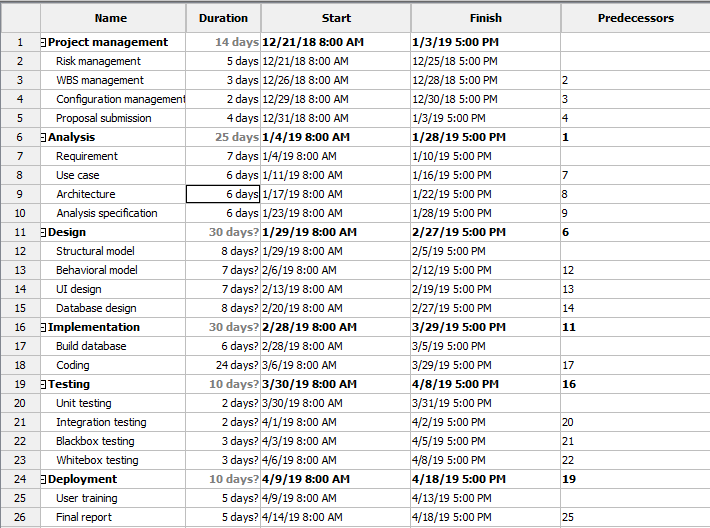 Name Duration Start Finish Predecessors
1 Project management 14 days 12/21/18 8:00 AM 1/3/19 5:00 PM
2 Risk management 5 days 12/21/18 8:00 AM 12/25/18 5:00 PM
3 WBS management 3 days 12/26/18 8:00 AM 12/28/18 5:00 PM 2
4 Configuration management 2 days 12/29/18 8:00 AM 12/30/18 5:00 PM 3
5 Proposal submission 4 days 12/31/18 8:00 AM 1/3/19 5:00 PM 4
6 Analysis 25 days 1/4/19 8:00 AM 1/28/19 5:00 PM 1
7 Requirement 7 days 1/4/19 8:00 AM 1/10/19 5:00 PM
8 Use case 6 days 1/11/19 8:00 AM 1/16/19 5:00 PM 7
9 Architecture 6 days 1/17/19 8:00 AM 1/22/19 5:00 PM 8
10 Analysis specification 6 days 1/23/19 8:00 AM 1/28/19 5:00 PM 9
11 Design 30 days? 1/29/19 8:00 AM 2/27/19 5:00 PM 6
12 Structural model 8 days? 1/29/19 8:00 AM 2/5/19 5:00 PM
13 Behavioral model 7 days? 2/6/19 8:00 AM 2/12/19 5:00 PM 12
14 UI design 7 days? 2/13/19 8:00 AM 2/19/19 5:00 PM 13
15 Database design 8 days? 2/20/19 8:00 AM 2/27/19 5:00 PM 14
16 Implementation 30 days? 2/28/19 8:00 AM 3/29/19 5:00 PM 11
17 Build database 6 days? 2/28/19 8:00 AM 3/5/19 5:00 PM
18 Coding 24 days? 3/6/19 8:00 AM 3/29/19 5:00 PM 17
19 Testing 10 days? 3/30/19 8:00 AM 4/8/19 5:00 PM 16
20 Unit testing 2 days? 3/30/19 8:00 AM 3/31/19 5:00 PM
21 Integration testing 2 days? 4/1/19 8:00 AM 4/2/19 5:00 PM 20
22 Blackbox testing 3 days? 4/3/19 8:00 AM 4/5/19 5:00 PM 21
23 Whitebox testing 3 days? 4/6/19 8:00 AM 4/8/19 5:00 PM 22
24 Deployment 10 days? 4/9/19 8:00 AM 4/18/19 5:00 PM 19
25 User training 5 days? 4/9/19 8:00 AM 4/13/19 5:00 PM
26 Final report 5 days? 4/14/19 8:00 AM 4/18/19 5:00 PM 25